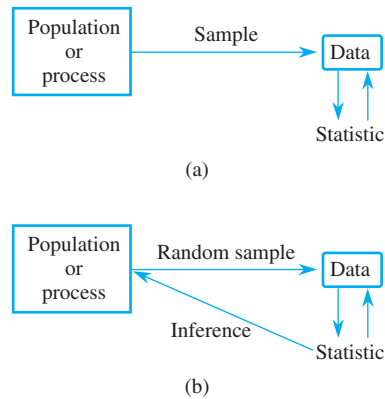 Population
or
process
Sample
Data
Statistic
(a)
Population
or
process
Random sample
Data
Inference
Statistic
(b)